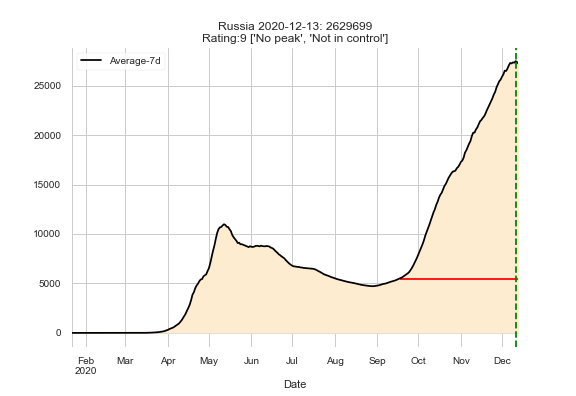 Russia 2020-12-13: 2629699
Rating:9 ['No peak', 'Not in control']
Average-7d
25000
20000
15000
10000
5000
0
Feb Mar Apr May Jun Jul Aug Sep Oct Nov Dec
2020
Date